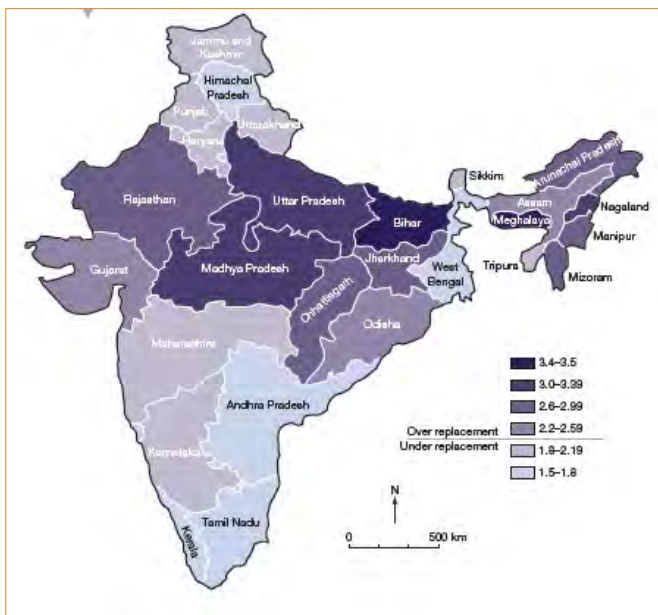 Jammu and
Kashmir
Himachal
Pradesh
Punjab
Uttarakhand
Haryana
Arunachal Pradesh
Sikkim
Rajasthan
Uttar Pradesh
Assam
Nagaland
Bihar
Meghalaya
Manipur
Gujarat
Madhya Pradesh
Jharkhand
West
Bengal
Tripura
Mizoram
Chhattisgarh
Odisha
Maharashtra
3.4–3.5
3.0–3.39
2.6–2.99
Andhra Pradesh
2.2–2.59
Over replacement
Under replacement
Karnataka
1.8–2.19
1.5–1.8
N
Tamil Nadu
Kerala
0
500 km